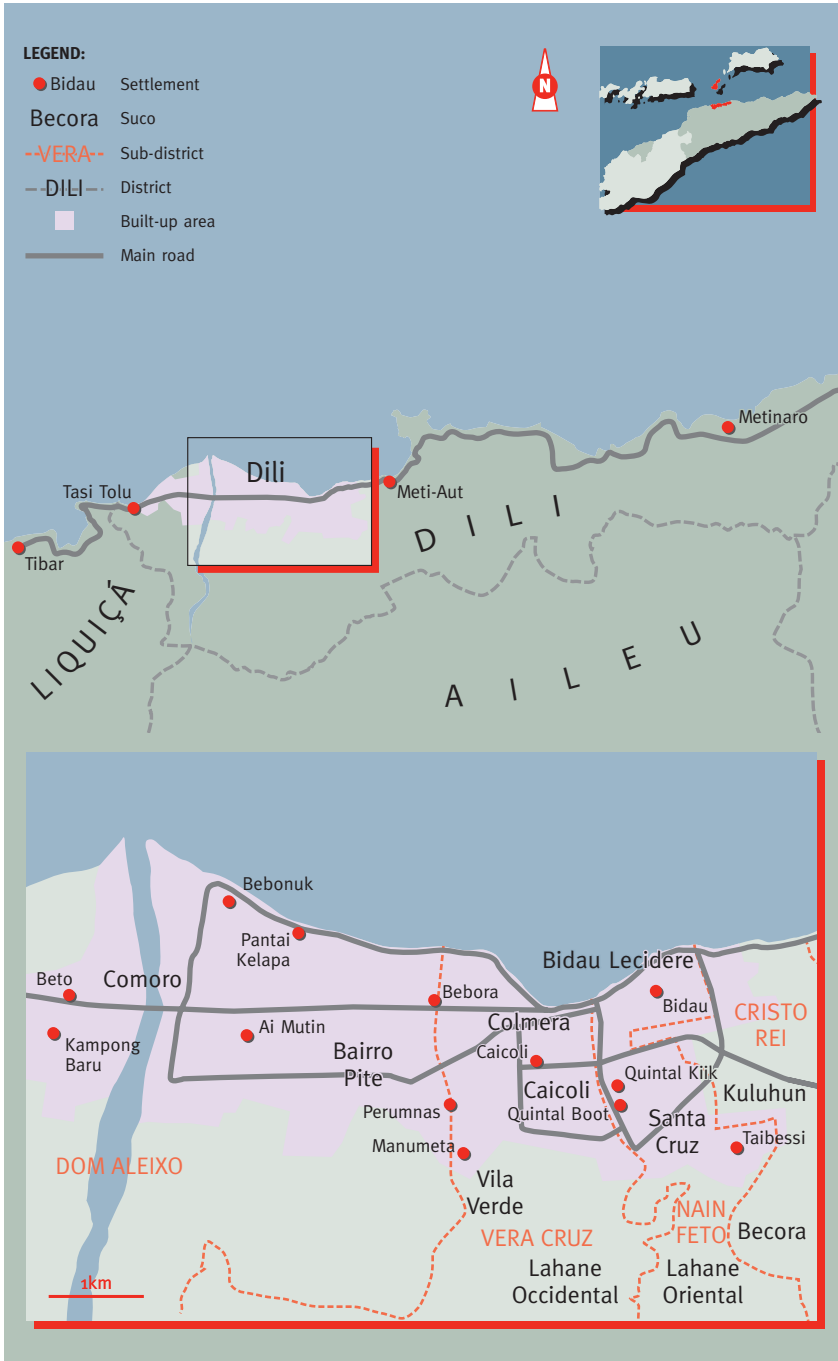 LEGEND:
Bidau Settlement
Becora Suco
VERA Sub-district
DILI District
Built-up area
Main road
N
Metinaro
Dili
Tasi Tolu
Meti-Aut
Tibar
DILI
LIQUIÇÁ
AILEU
Bebonuk
Pantai
Kelapa
Bidau Lecidere
Beto
Comoro
Bebora
Bidau
CRISTO
REI
Colmera
Kampong
Baru
Ai Mutin
Bairro
Pite
Caicoli
Caicoli
Quintal Kiik
Kuluhun
Perumnas
Quintal Boot
Santa
Cruz
Manumeta
Taibessi
DOM ALEIXO
Vila
Verde
NAIN
FETO
Becora
VERA CRUZ
Lahane
Occidental
Lahane
Oriental
1km